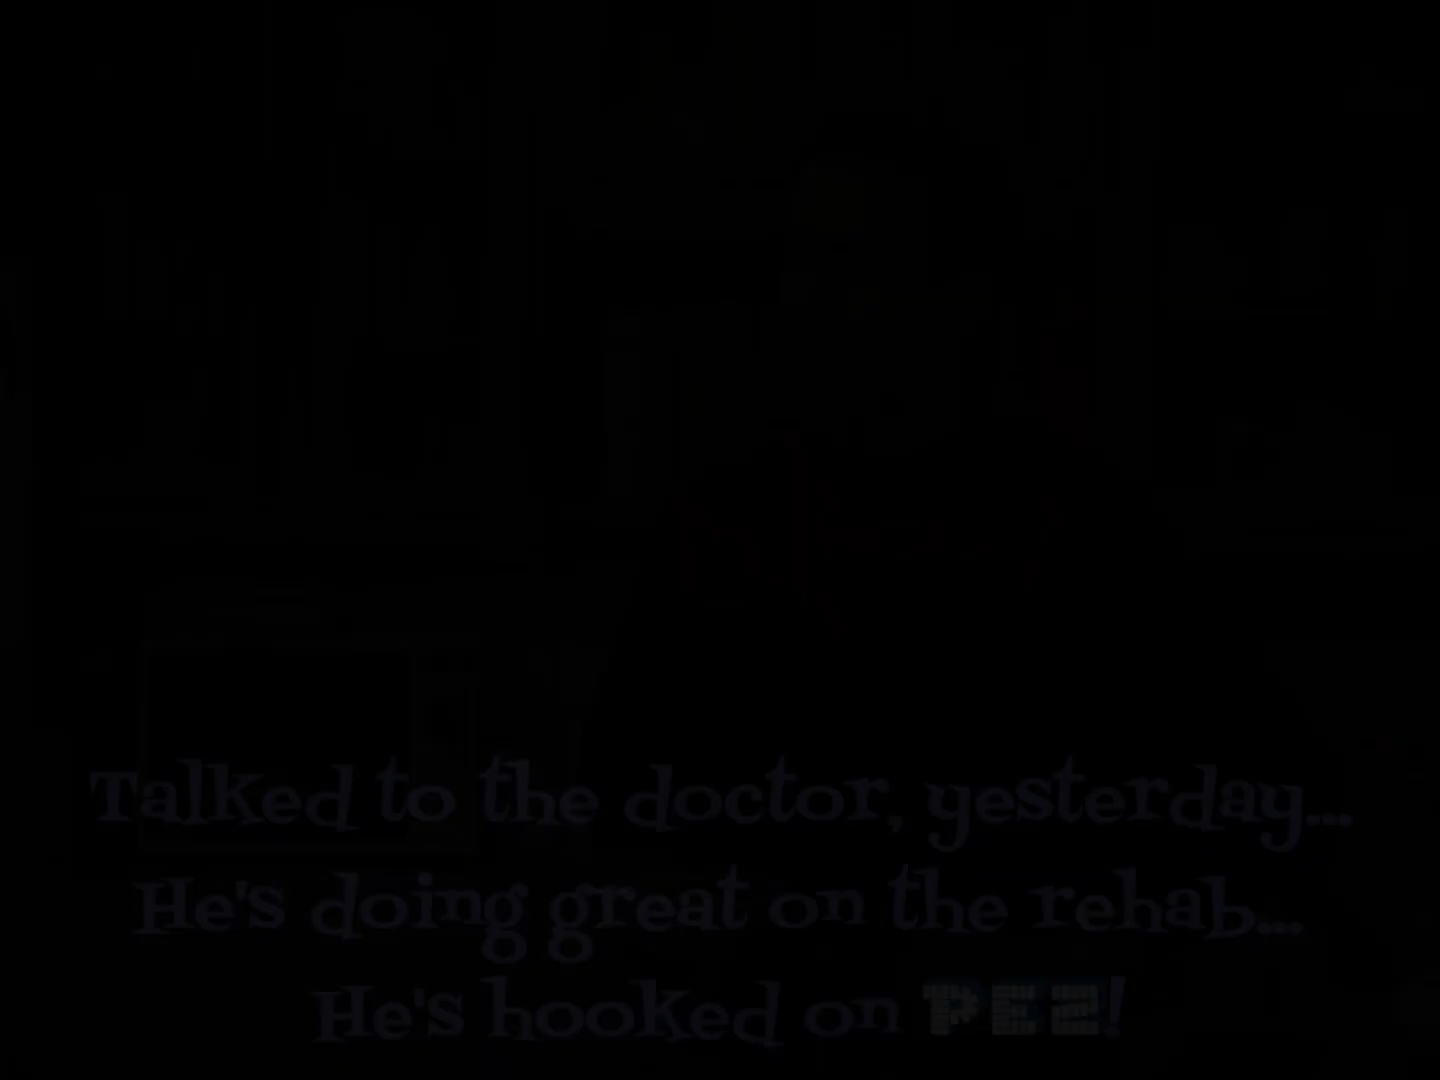 Talked to the doctor, yesterday...
He's doing great on the rehab...
He's hooked on PEZ!